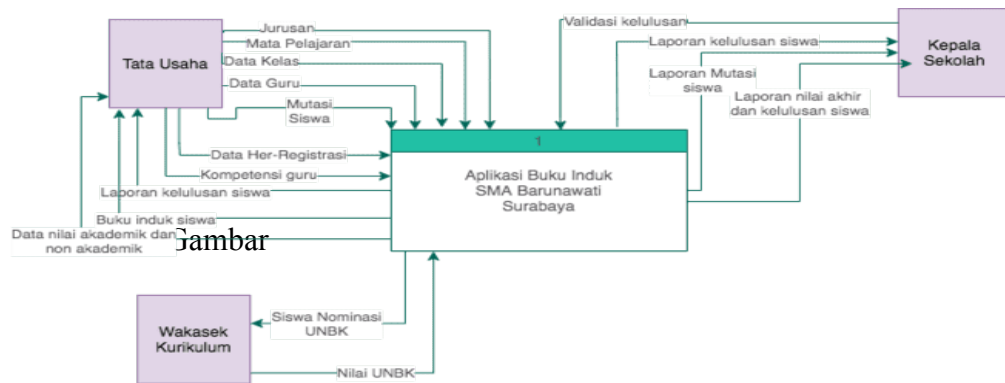 Tata Usaha
Jurusan
Mata Pelajaran
Data Kelas
Data Guru
Mutasi
Siswa
Data Her-Registrasi
Kompetensi guru
Laporan kelulusan siswa
Buku induk siswa
Data nilai akademik dan
non akademik
Gambar
1
Aplikasi Buku Induk
SMA Barunawati
Surabaya
Validasi kelulusan
Laporan kelulusan siswa
Laporan Mutasi
siswa
Laporan nilai akhir
dan kelulusan siswa
Kepala
Sekolah
Siswa Nominasi
UNBK
Wakasek
Kurikulum
Nilai UNBK